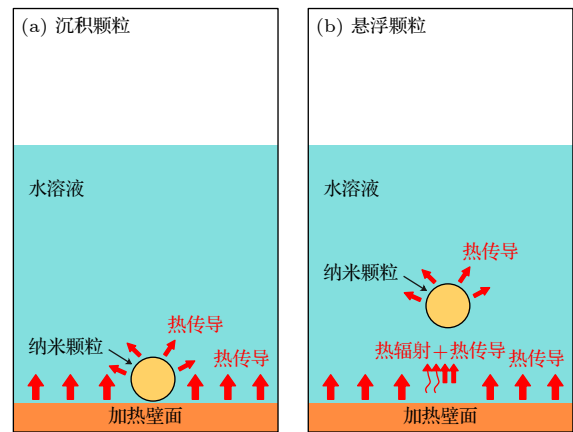 (a) 沉积颗粒
水溶液
热传导
纳米颗粒
热传导
加热壁面
(b) 悬浮颗粒
水溶液
热传导
纳米颗粒
热辐射+热传导
热传导
加热壁面